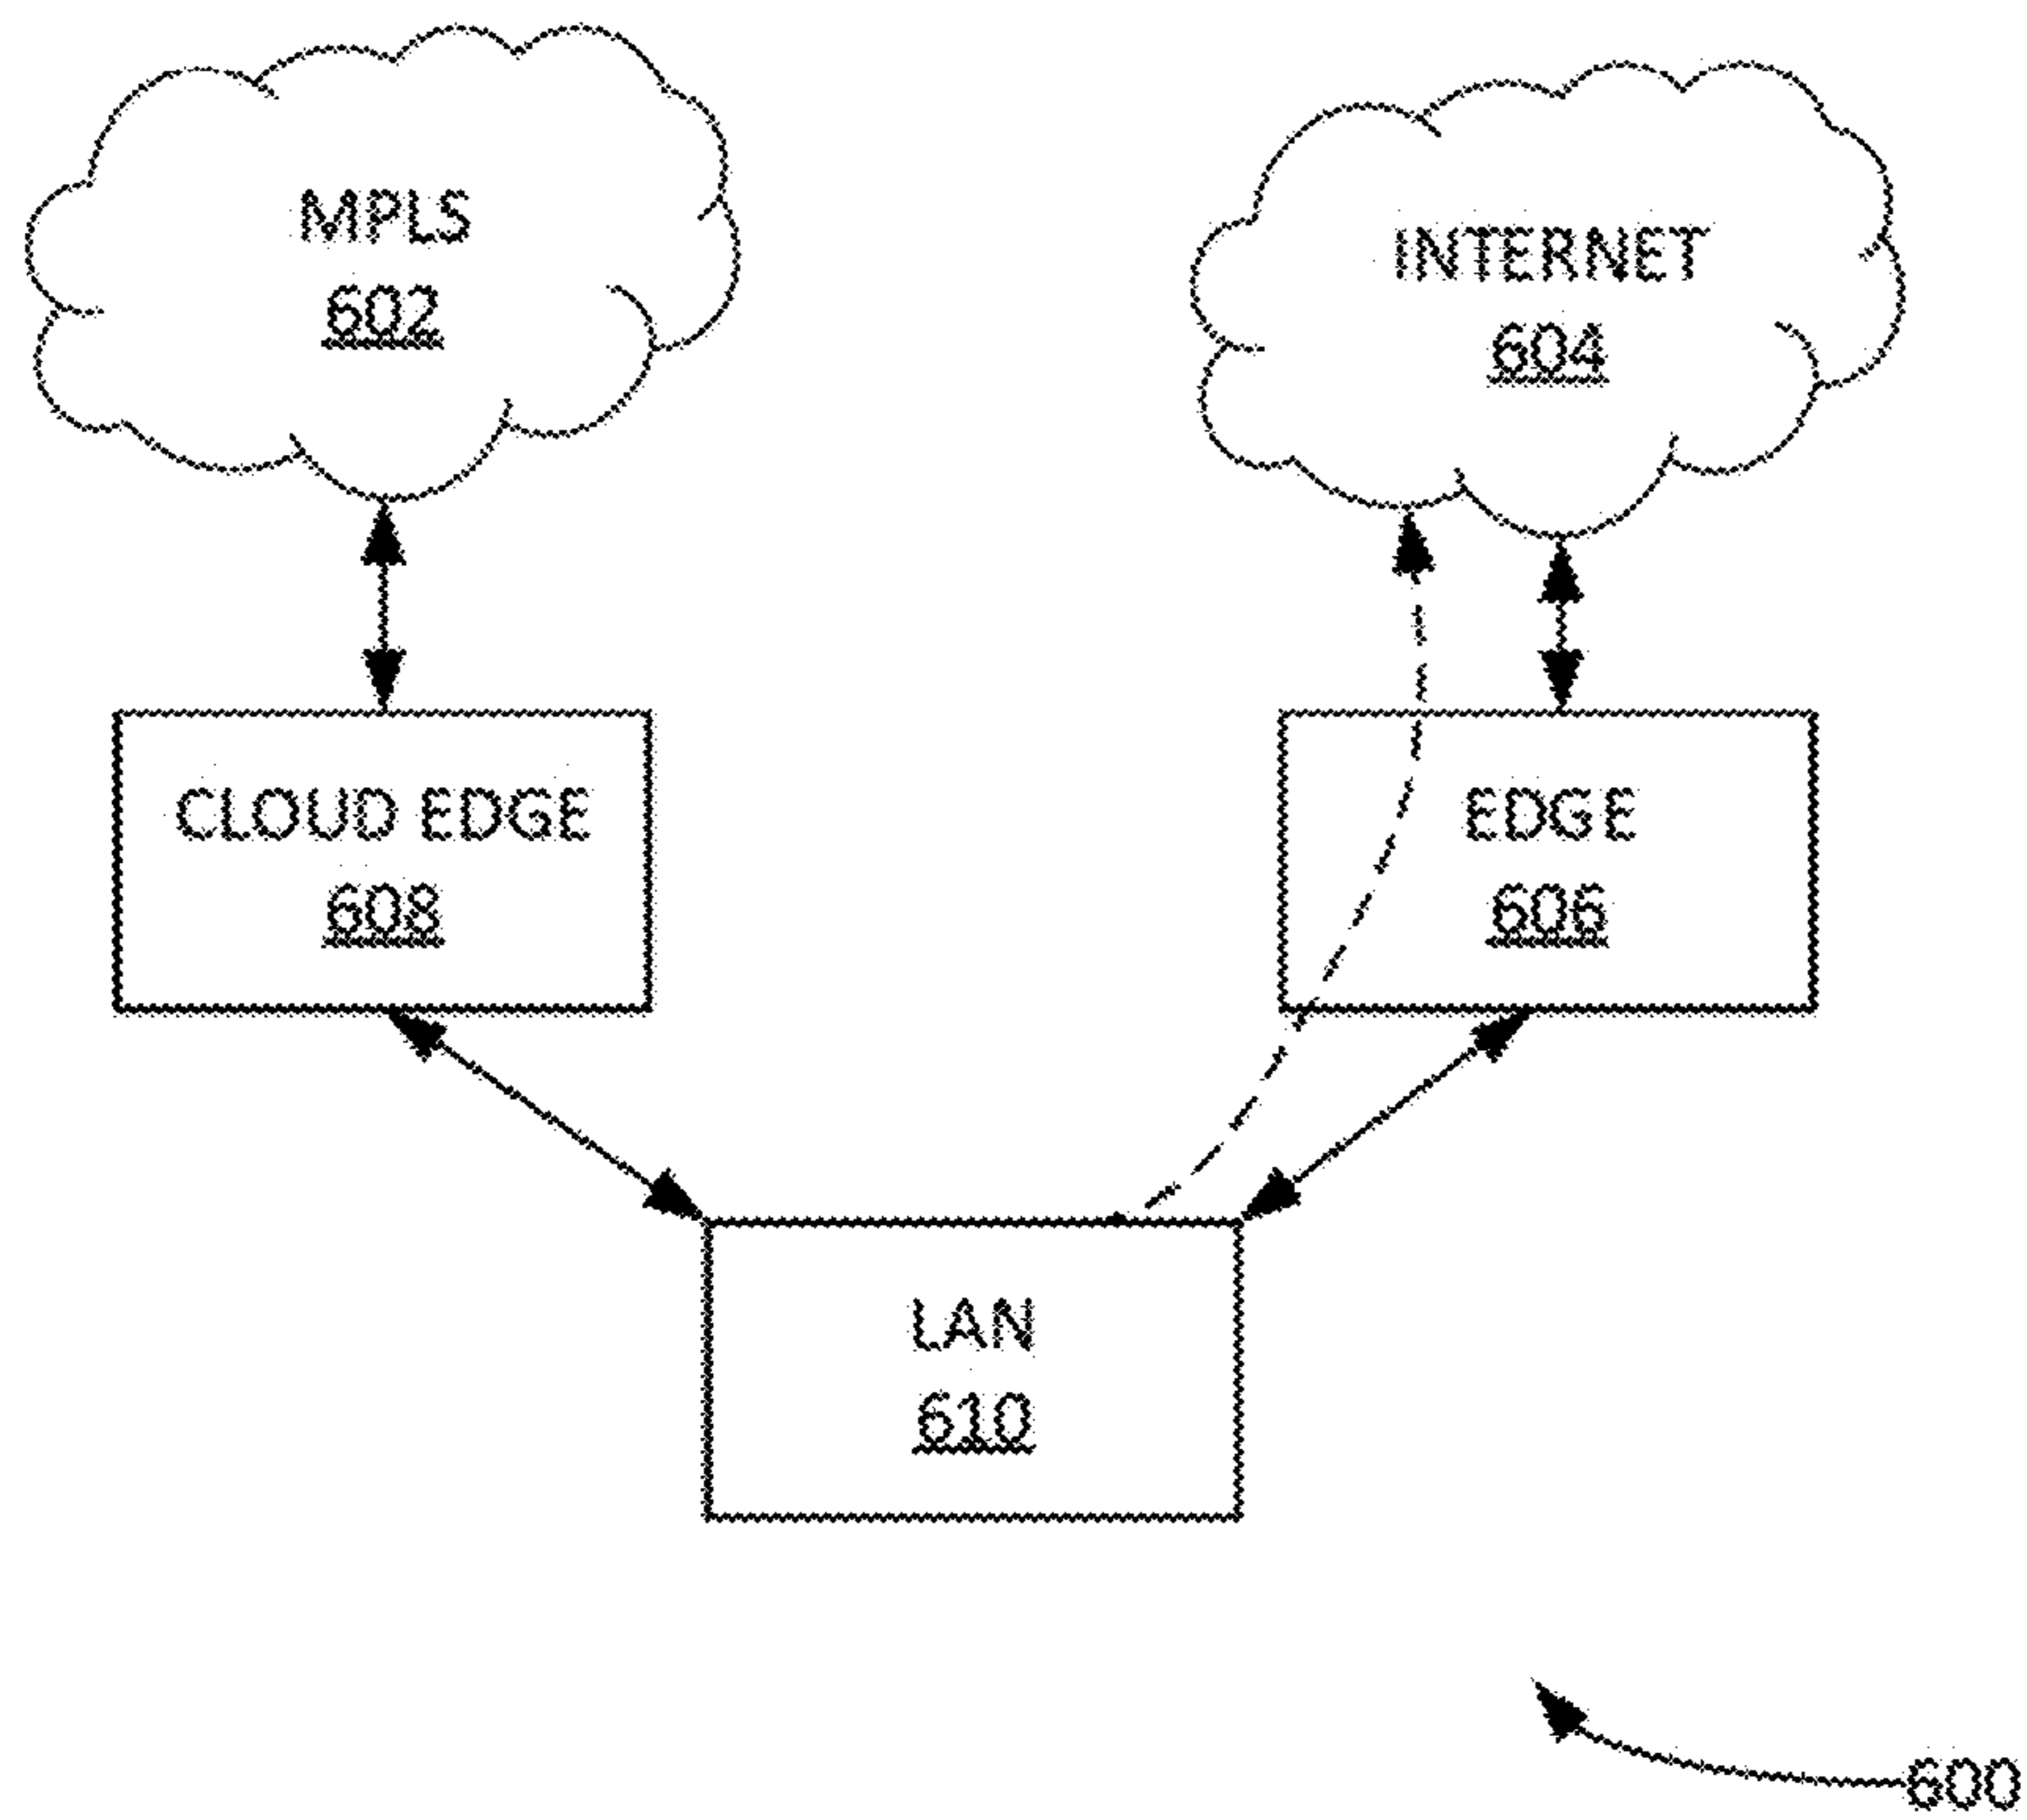 MPLS
602
INTERNET
604
CLOUD EDGE
608
EDGE
606
LAN
610
600